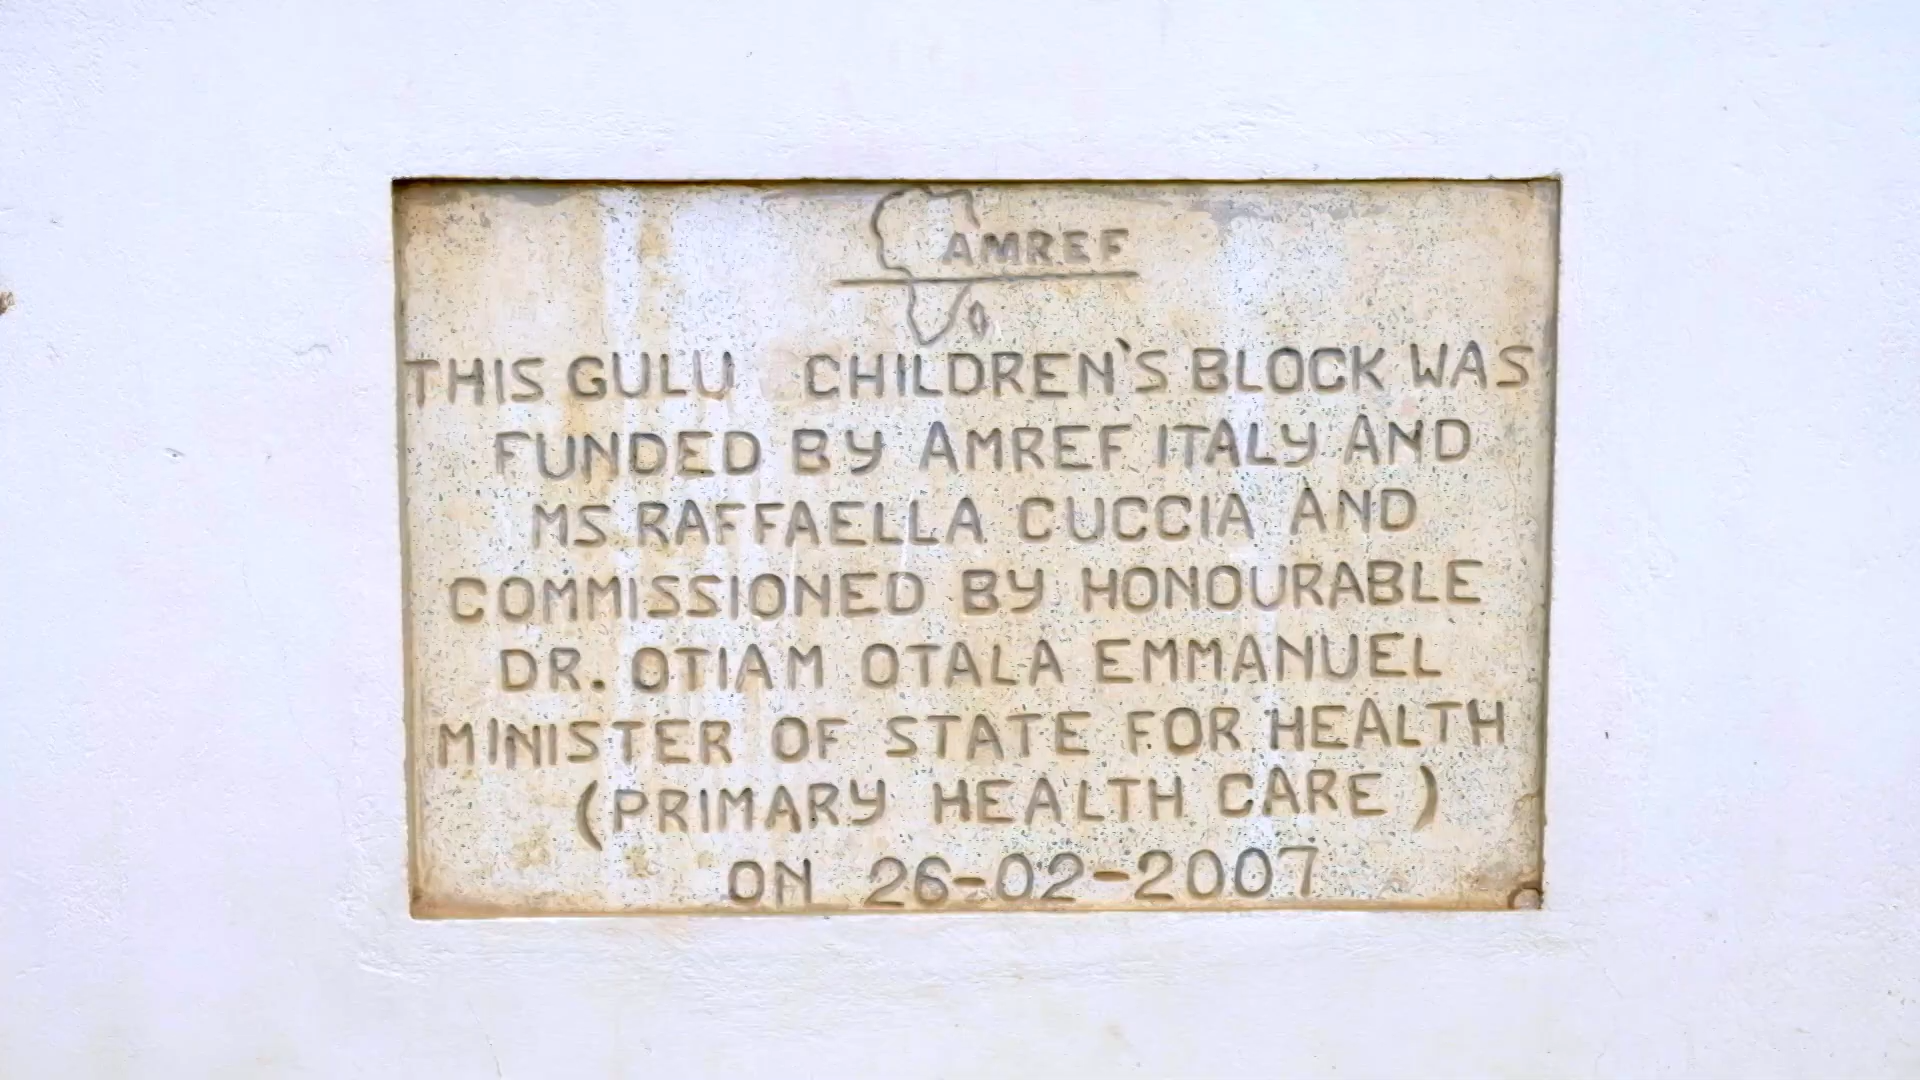 AMREF
THIS GULU CHILDREN'S BLOCK WAS
FUNDED BY AMREF ITALY AND
MS RAFFAELLA CUCCIA AND
COMMISSIONED BY HONOURABLE
DR. OTIAM OTALA EMMANUEL
MINISTER OF STATE FOR HEALTH
(PRIMARY HEALTH CARE)
ON 26-02-2007